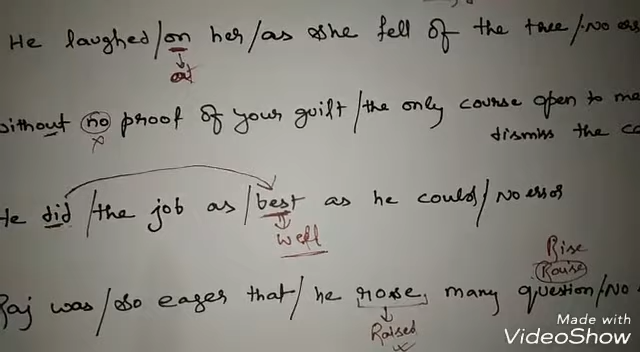 He laughed/on her/as she fell of the tree/No
at
without no proof of your guilt/the only course open to me
dismiss the
He did/the job as/best as he could/No error
well
Rise
Raise
Raj was/so eager that/he rose many question/No
Raised
Made with
VideoShow